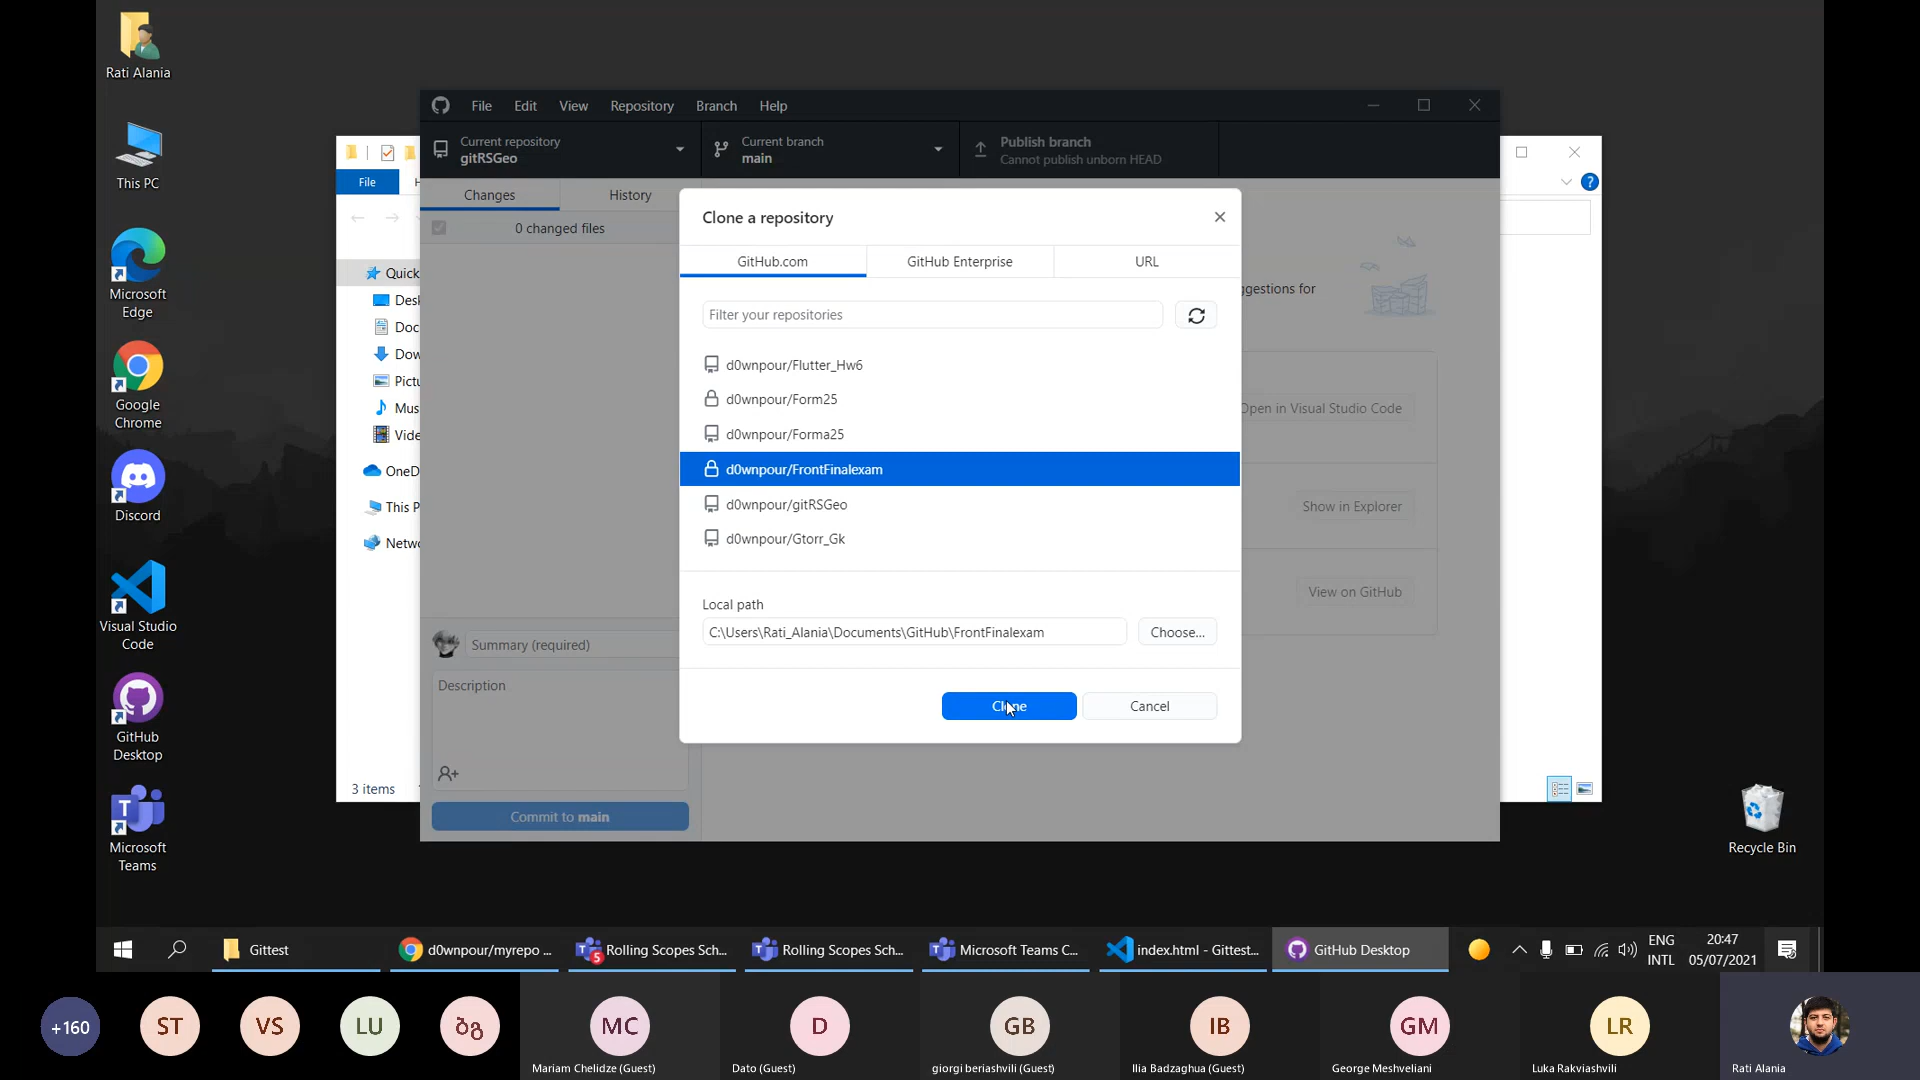 Rati Alania
This PC
Microsoft
Edge
Google
Chrome
Discord
Visual Studio
Code
GitHub
Desktop
Microsoft
Teams
Recycle Bin
File
Quick
Desk
Doc
Dow
Pictu
Mus
Vide
OneD
This P
Netwo
3 items
File Edit View Repository Branch Help
Current repository
gitRSGeo
Current branch
main
Publish branch
Cannot publish unborn HEAD
Changes History
0 changed files
ggestions for
Open in Visual Studio Code
Show in Explorer
View on GitHub
Summary (required)
Description
Commit to main
Clone a repository
GitHub.com GitHub Enterprise URL
Filter your repositories
d0wnpour/Flutter_Hw6
d0wnpour/Form25
d0wnpour/Forma25
d0wnpour/FrontFinalexam
d0wnpour/gitRSGeo
d0wnpour/Gtorr_Gk
Local path
C:\Users\Rati_Alania\Documents\GitHub\FrontFinalexam
Choose...
Clone Cancel
Gittest
d0wnpour/myrepo ...
5
Rolling Scopes Sch...
Rolling Scopes Sch...
Microsoft Teams C...
index.html - Gittest...
GitHub Desktop
ENG
INTL
20:47
05/07/2021
+160
ST
VS
LU
ბგ
MC
Mariam Chelidze (Guest)
D
Dato (Guest)
GB
giorgi beriashvili (Guest)
IB
Ilia Badzaghua (Guest)
GM
George Meshveliani
LR
Luka Rakviashvili
Rati Alania